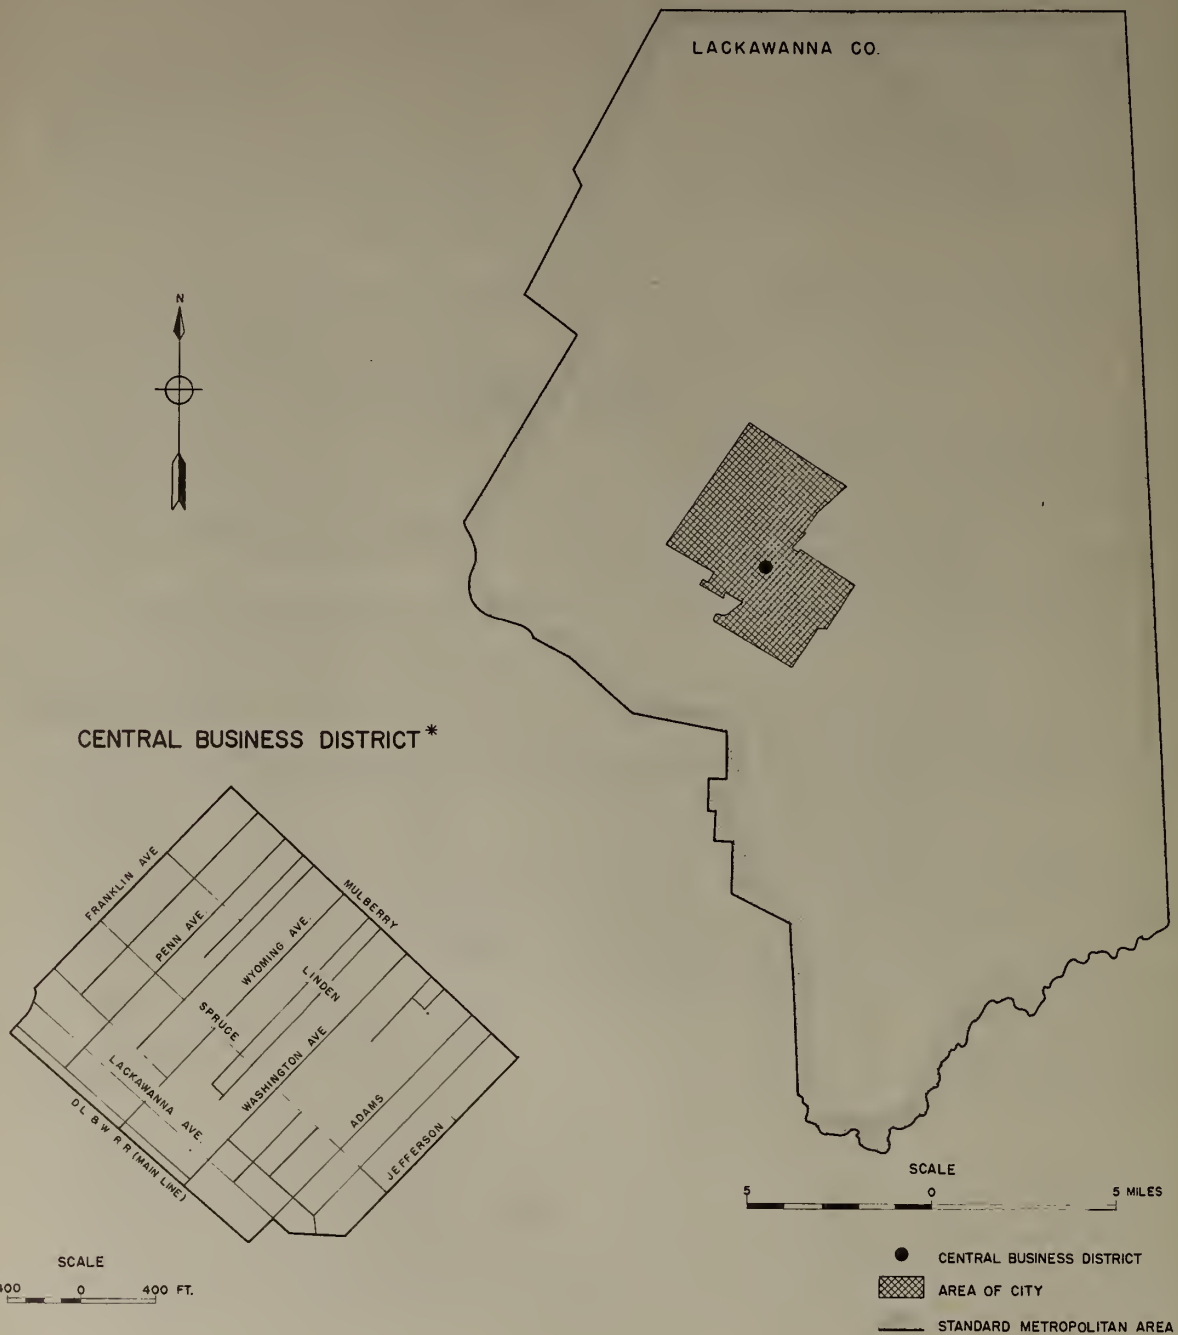 LACKAWANNA CO.
N
CENTRAL BUSINESS DISTRICT*
FRANKLIN AVE
PENN AVE.
WYOMING AVE.
MULBERRY
LINDEN
SPRUCE
WASHINGTON AVE
LACKAWANNA AVE.
D L & W R R (MAIN LINE)
ADAMS
JEFFERSON
SCALE
5 0 5 MILES
SCALE
400 0 400 FT.
CENTRAL BUSINESS DISTRICT
AREA OF CITY
STANDARD METROPOLITAN AREA